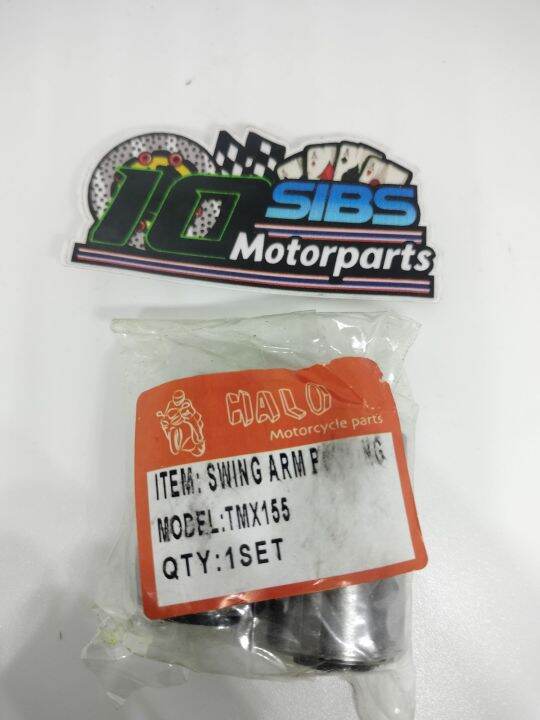 10 SIBS
Motorparts
HALO
Motorcycle parts
ITEM: SWING ARM
MODEL:TMX155
QTY:1SET